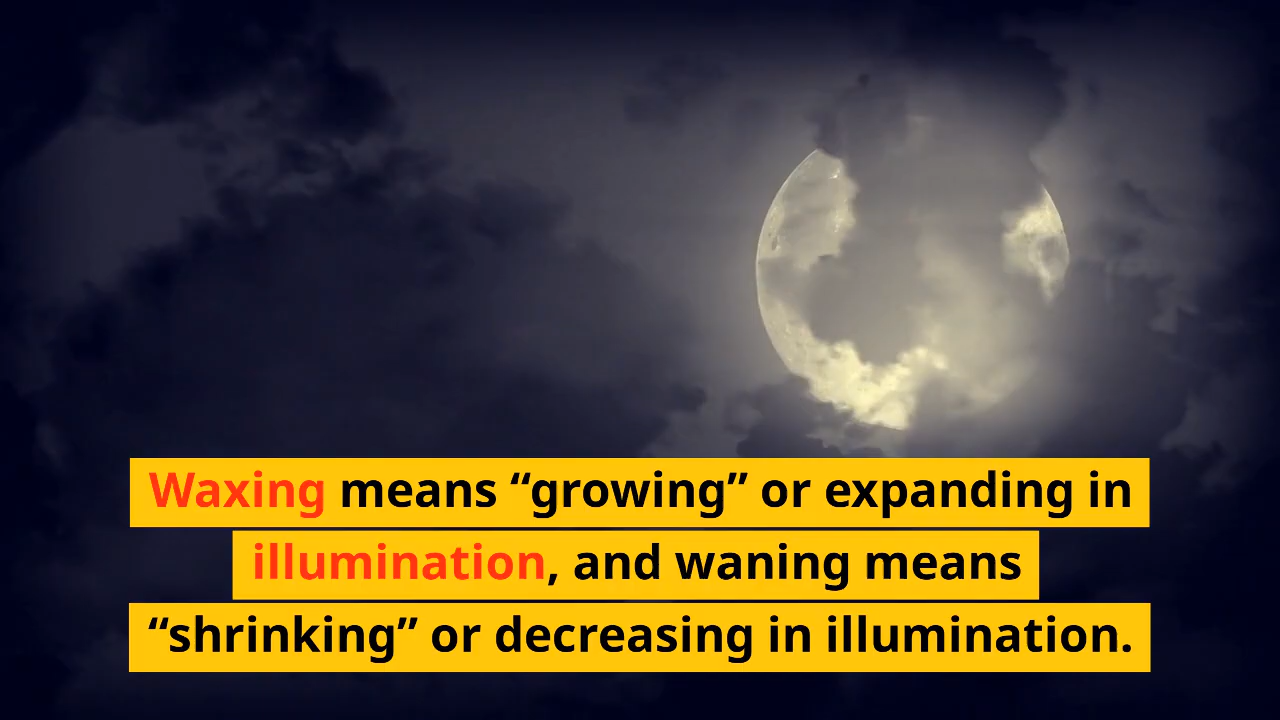 Waxing means “growing” or expanding in
illumination, and waning means
“shrinking” or decreasing in illumination.